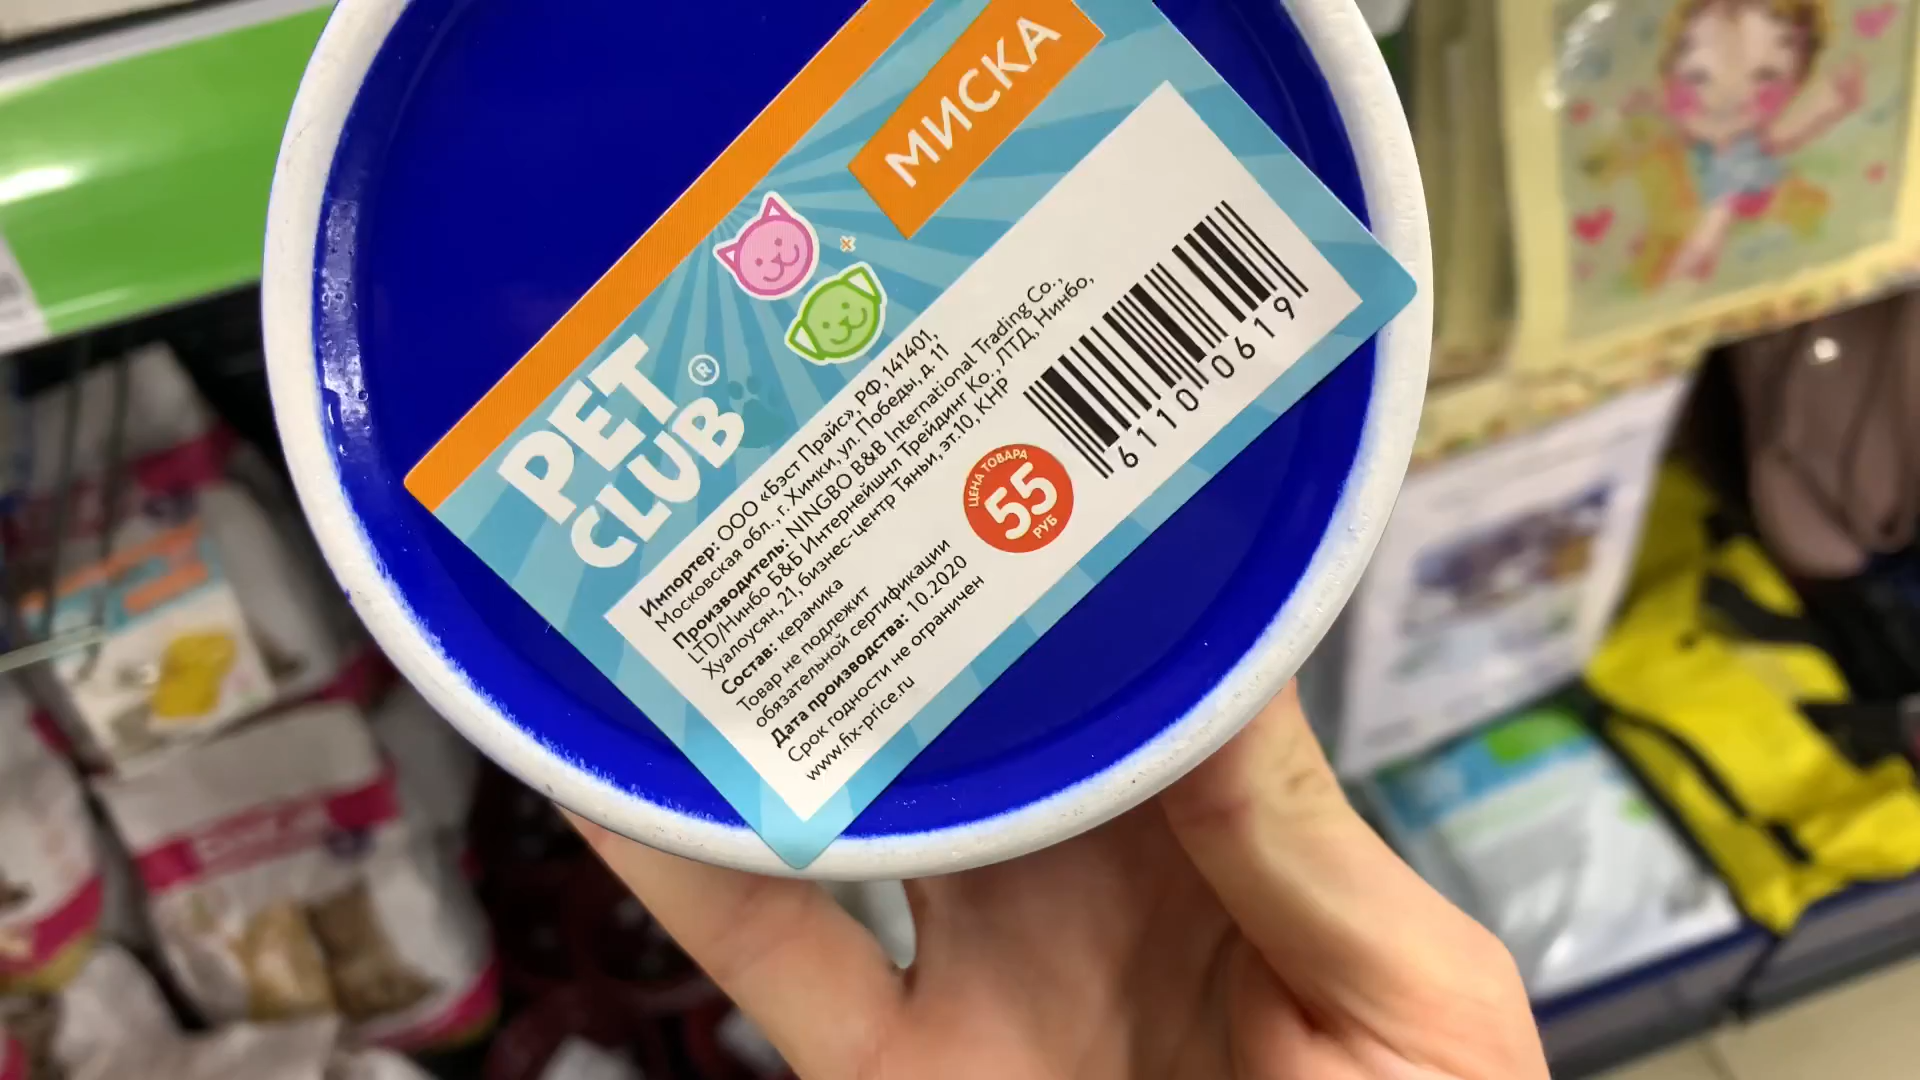 МИСКА
PET
CLUB®
Импортер: ООО «Бэст Прайс», РФ, 141401,
Московская обл., г. Химки, ул. Победы, д. 11
Производитель: NINGBO B&B International Trading Co.,
LTD/Нинбо Б&Б Интернейшнл Трейдинг Ко., ЛТД, Нинбо,
Хуалоусян, 21, бизнес-центр Тяньи, эт.10, КНР
Состав: керамика
Товар не подлежит
обязательной сертификации
Дата производства: 10.2020
Срок годности не ограничен
www.fix-price.ru
ЦЕНА ТОВАРА
55
РУБ
6110 0619